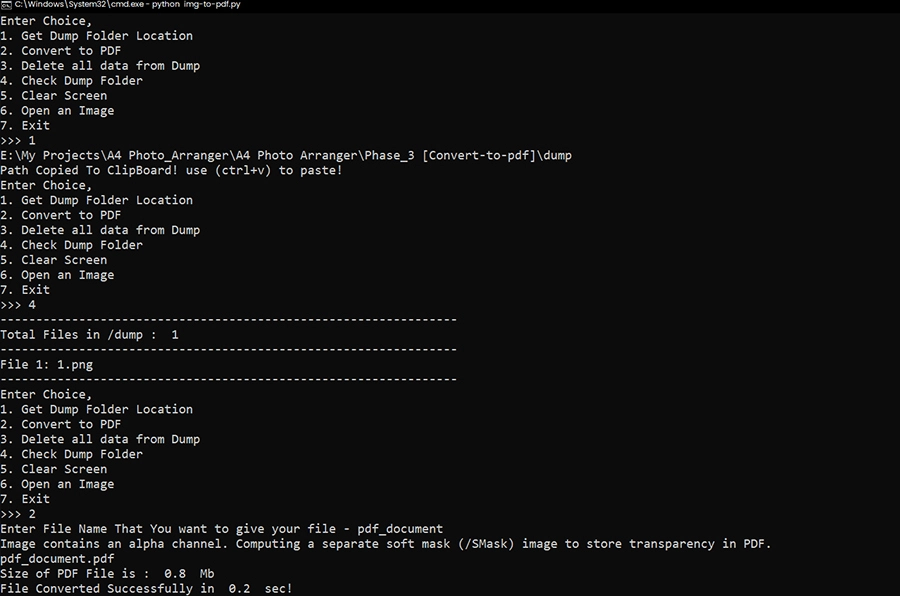 C:\Windows\System32\cmd.exe - python  img-to-pdf.py
Enter Choice,
1. Get Dump Folder Location
2. Convert to PDF
3. Delete all data from Dump
4. Check Dump Folder
5. Clear Screen
6. Open an Image
7. Exit
>>> 1
E:\My Projects\A4 Photo_Arranger\A4 Photo Arranger\Phase_3 [Convert-to-pdf]\dump
Path Copied To ClipBoard! use (ctrl+v) to paste!
Enter Choice,
1. Get Dump Folder Location
2. Convert to PDF
3. Delete all data from Dump
4. Check Dump Folder
5. Clear Screen
6. Open an Image
7. Exit
>>> 4
----------------------------------------------------------------
Total Files in /dump :  1
----------------------------------------------------------------
File 1: 1.png
----------------------------------------------------------------
Enter Choice,
1. Get Dump Folder Location
2. Convert to PDF
3. Delete all data from Dump
4. Check Dump Folder
5. Clear Screen
6. Open an Image
7. Exit
>>> 2
Enter File Name That You want to give your file - pdf_document
Image contains an alpha channel. Computing a separate soft mask (/SMask) image to store transparency in PDF.
pdf_document.pdf
Size of PDF File is :  0.8  Mb
File Converted Successfully in  0.2  sec!